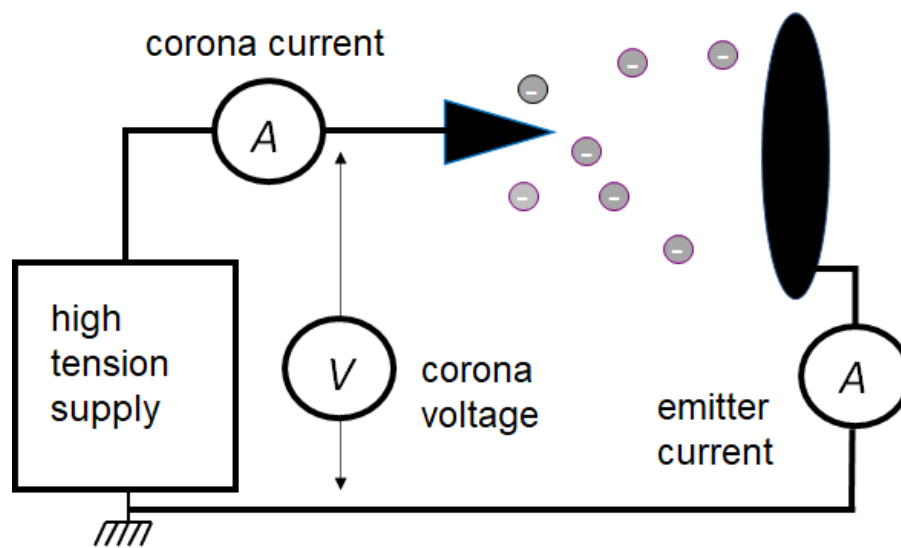 corona current
A
high
tension
supply
V
corona
voltage
emitter
current
A